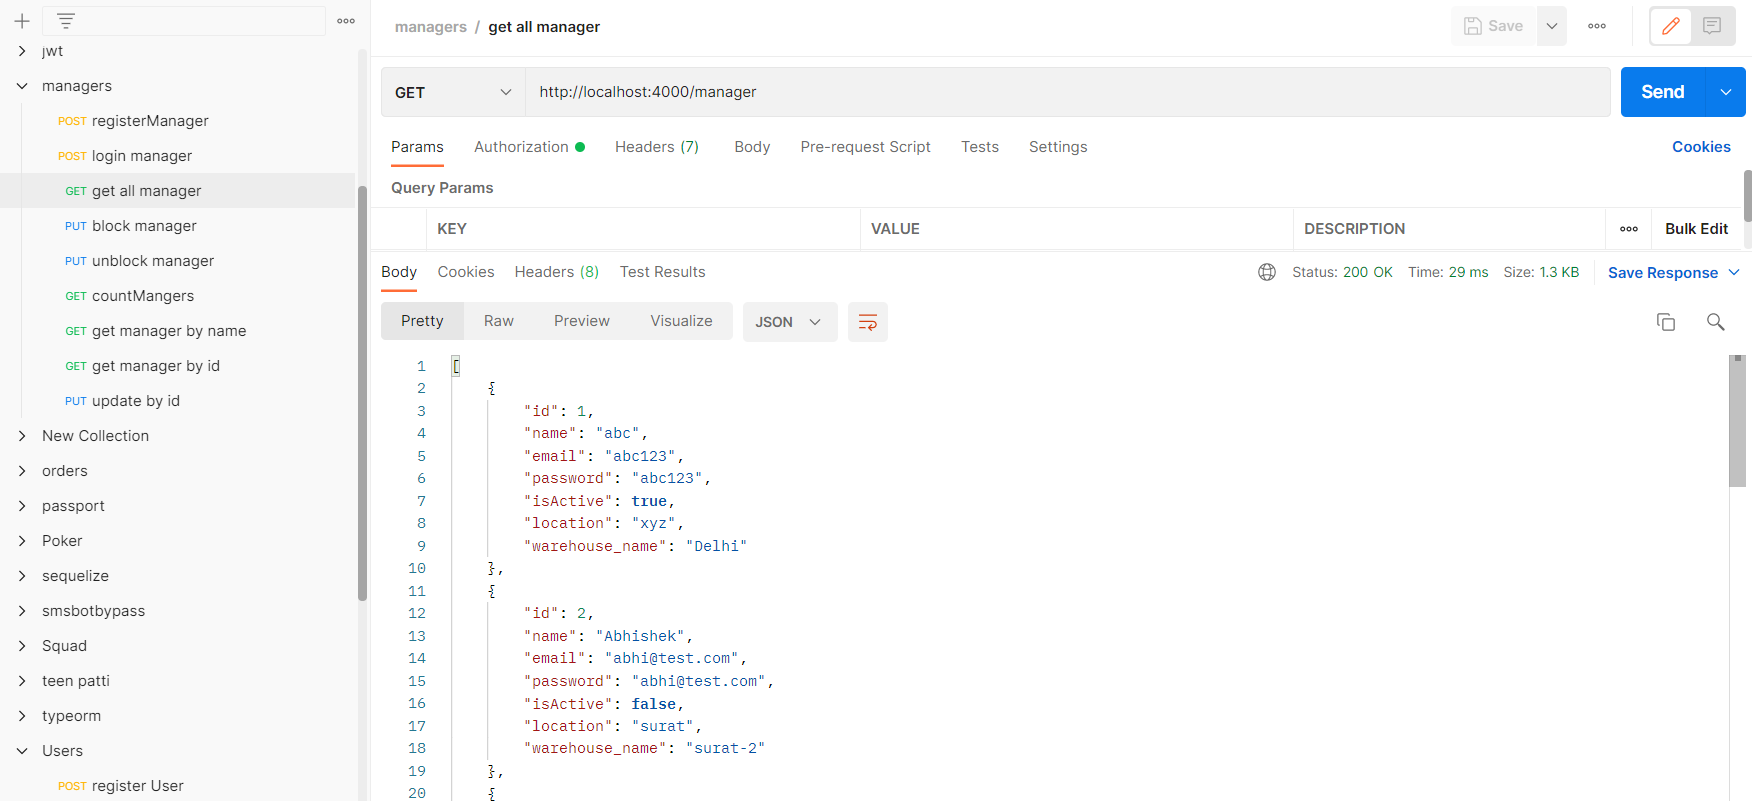 jwt
managers
POST registerManager
POST login manager
GET get all manager
PUT block manager
PUT unblock manager
GET countMangers
GET get manager by name
GET get manager by id
PUT update by id
New Collection
orders
passport
Poker
sequelize
smsbotbypass
Squad
teen patti
typeorm
Users
POST register User
managers / get all manager
Save
GET http://localhost:4000/manager Send
Params Authorization Headers (7) Body Pre-request Script Tests Settings Cookies
Query Params
KEY VALUE DESCRIPTION Bulk Edit
Body Cookies Headers (8) Test Results Status: 200 OK Time: 29 ms Size: 1.3 KB Save Response
Pretty Raw Preview Visualize JSON
1 [
2 {
3 "id": 1,
4 "name": "abc",
5 "email": "abc123",
6 "password": "abc123",
7 "isActive": true,
8 "location": "xyz",
9 "warehouse_name": "Delhi"
10 },
11 {
12 "id": 2,
13 "name": "Abhishek",
14 "email": "abhi@test.com",
15 "password": "abhi@test.com",
16 "isActive": false,
17 "location": "surat",
18 "warehouse_name": "surat-2"
19 },
20 {